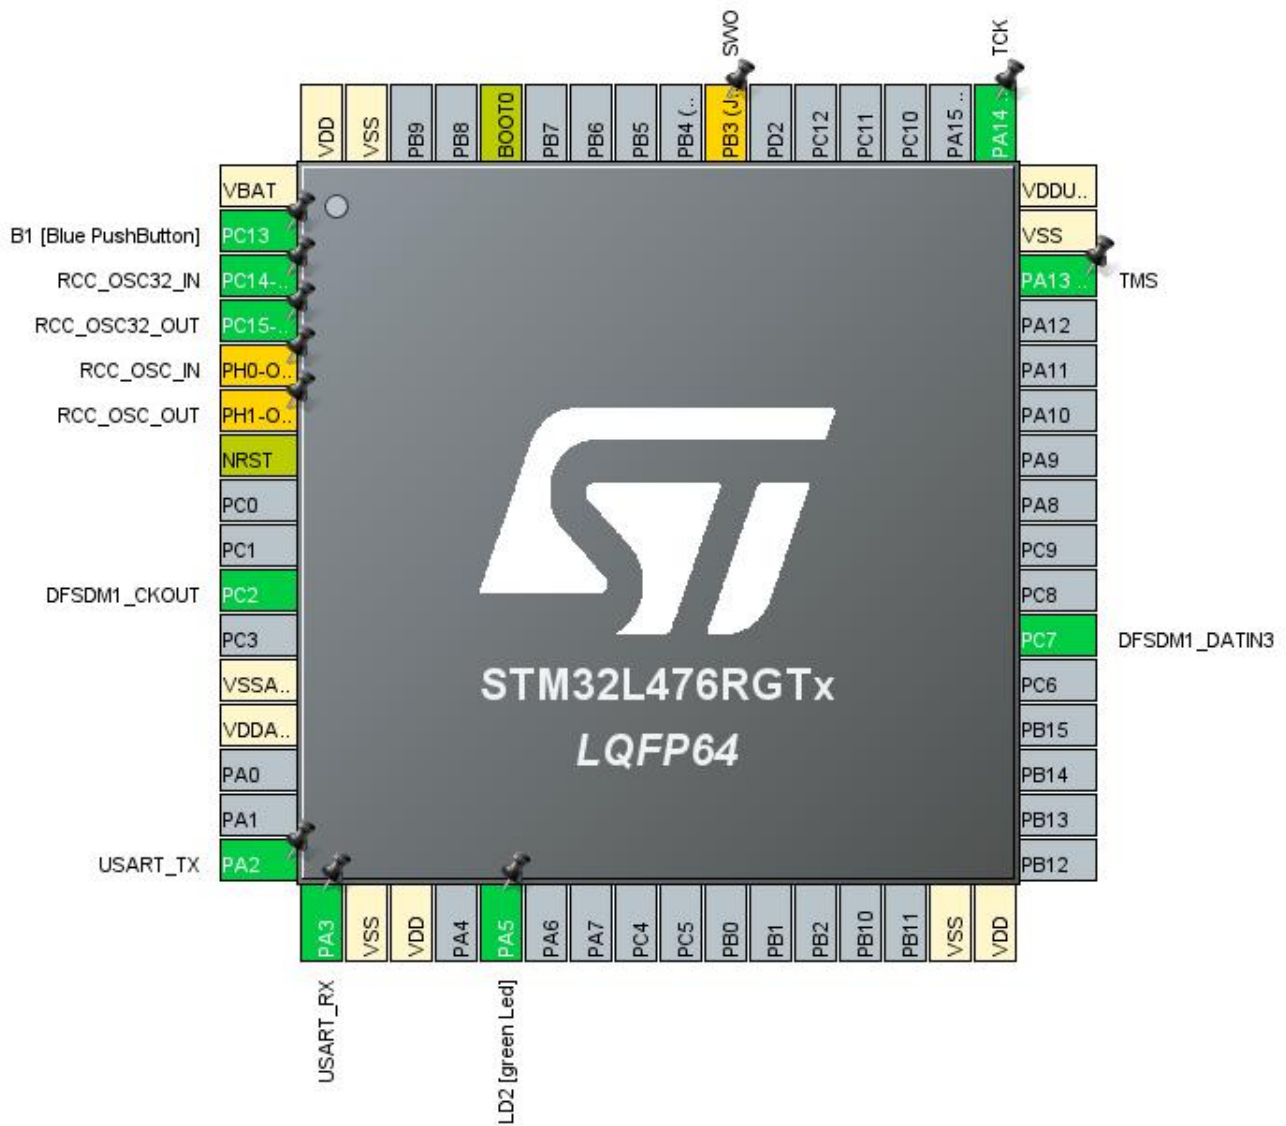 SWO
TCK
VDD
VSS
PB9
PB8
BOOT0
PB7
PB6
PB5
PB4 (..
PB3 (J..
PD2
PC12
PC11
PC10
PA15 ..
PA14 ..
VBAT
VDDU..
B1 [Blue PushButton]
PC13
VSS
RCC_OSC32_IN
PC14-..
PA13 ..
TMS
RCC_OSC32_OUT
PC15-..
PA12
RCC_OSC_IN
PH0-O..
PA11
RCC_OSC_OUT
PH1-O..
PA10
NRST
PA9
PC0
PA8
PC1
PC9
DFSDM1_CKOUT
PC2
PC8
PC3
PC7
DFSDM1_DATIN3
VSSA..
PC6
VDDA..
PB15
PA0
PB14
PA1
PB13
USART_TX
PA2
PB12
ST
STM32L476RGTx
LQFP64
PA3
VSS
VDD
PA4
PA5
PA6
PA7
PC4
PC5
PB0
PB1
PB2
PB10
PB11
VSS
VDD
USART_RX
LD2 [green Led]